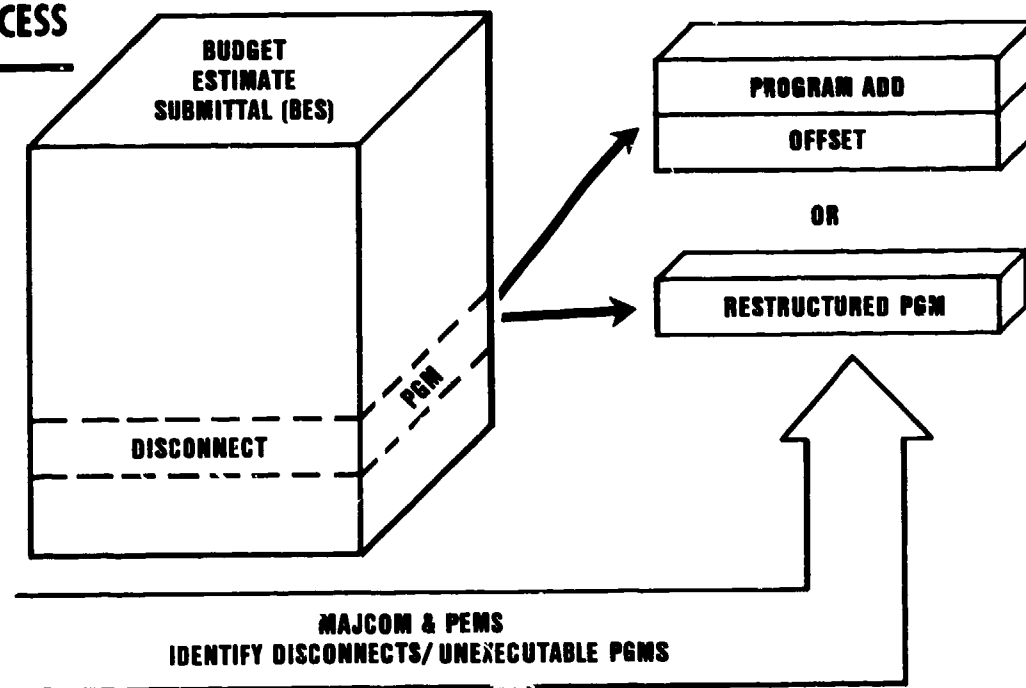 CESS
BUDGET
ESTIMATE
SUBMITTAL (BES)
PROGRAM ADD
OFFSET
OR
RESTRUCTURED PGM
PGM
DISCONNECT
MAJCOM & PEMS
IDENTIFY DISCONNECTS/UNEXECUTABLE PGMS